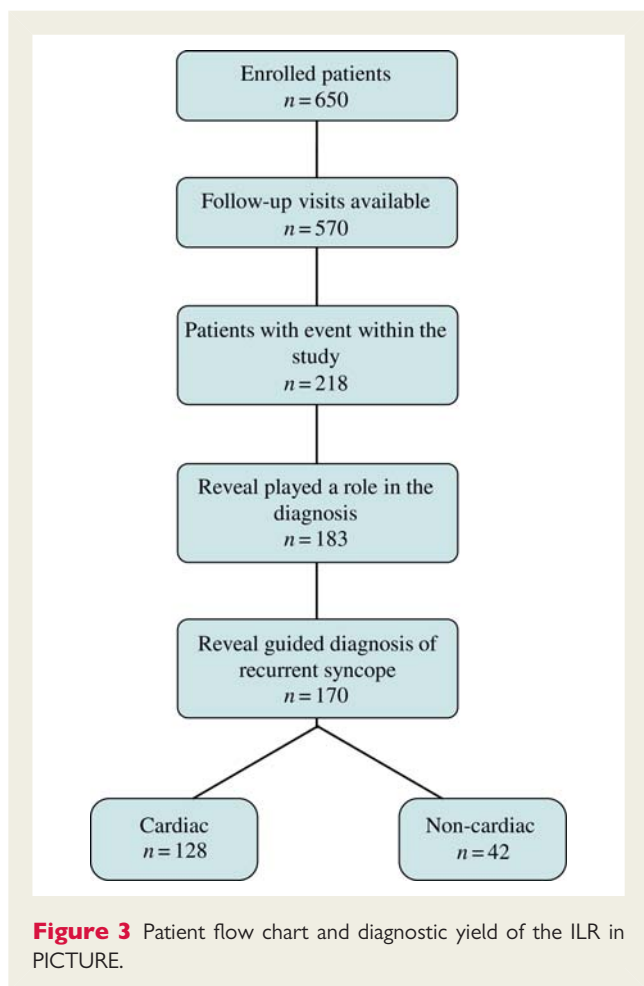 Enrolled patients
n = 650
Follow-up visits available
n = 570
Patients with event within the
study
n = 218
Reveal played a role in the
diagnosis
n = 183
Reveal guided diagnosis of
recurrent syncope
n = 170
Cardiac
n = 128
Non-cardiac
n = 42
Figure 3 Patient flow chart and diagnostic yield of the ILR in
PICTURE.